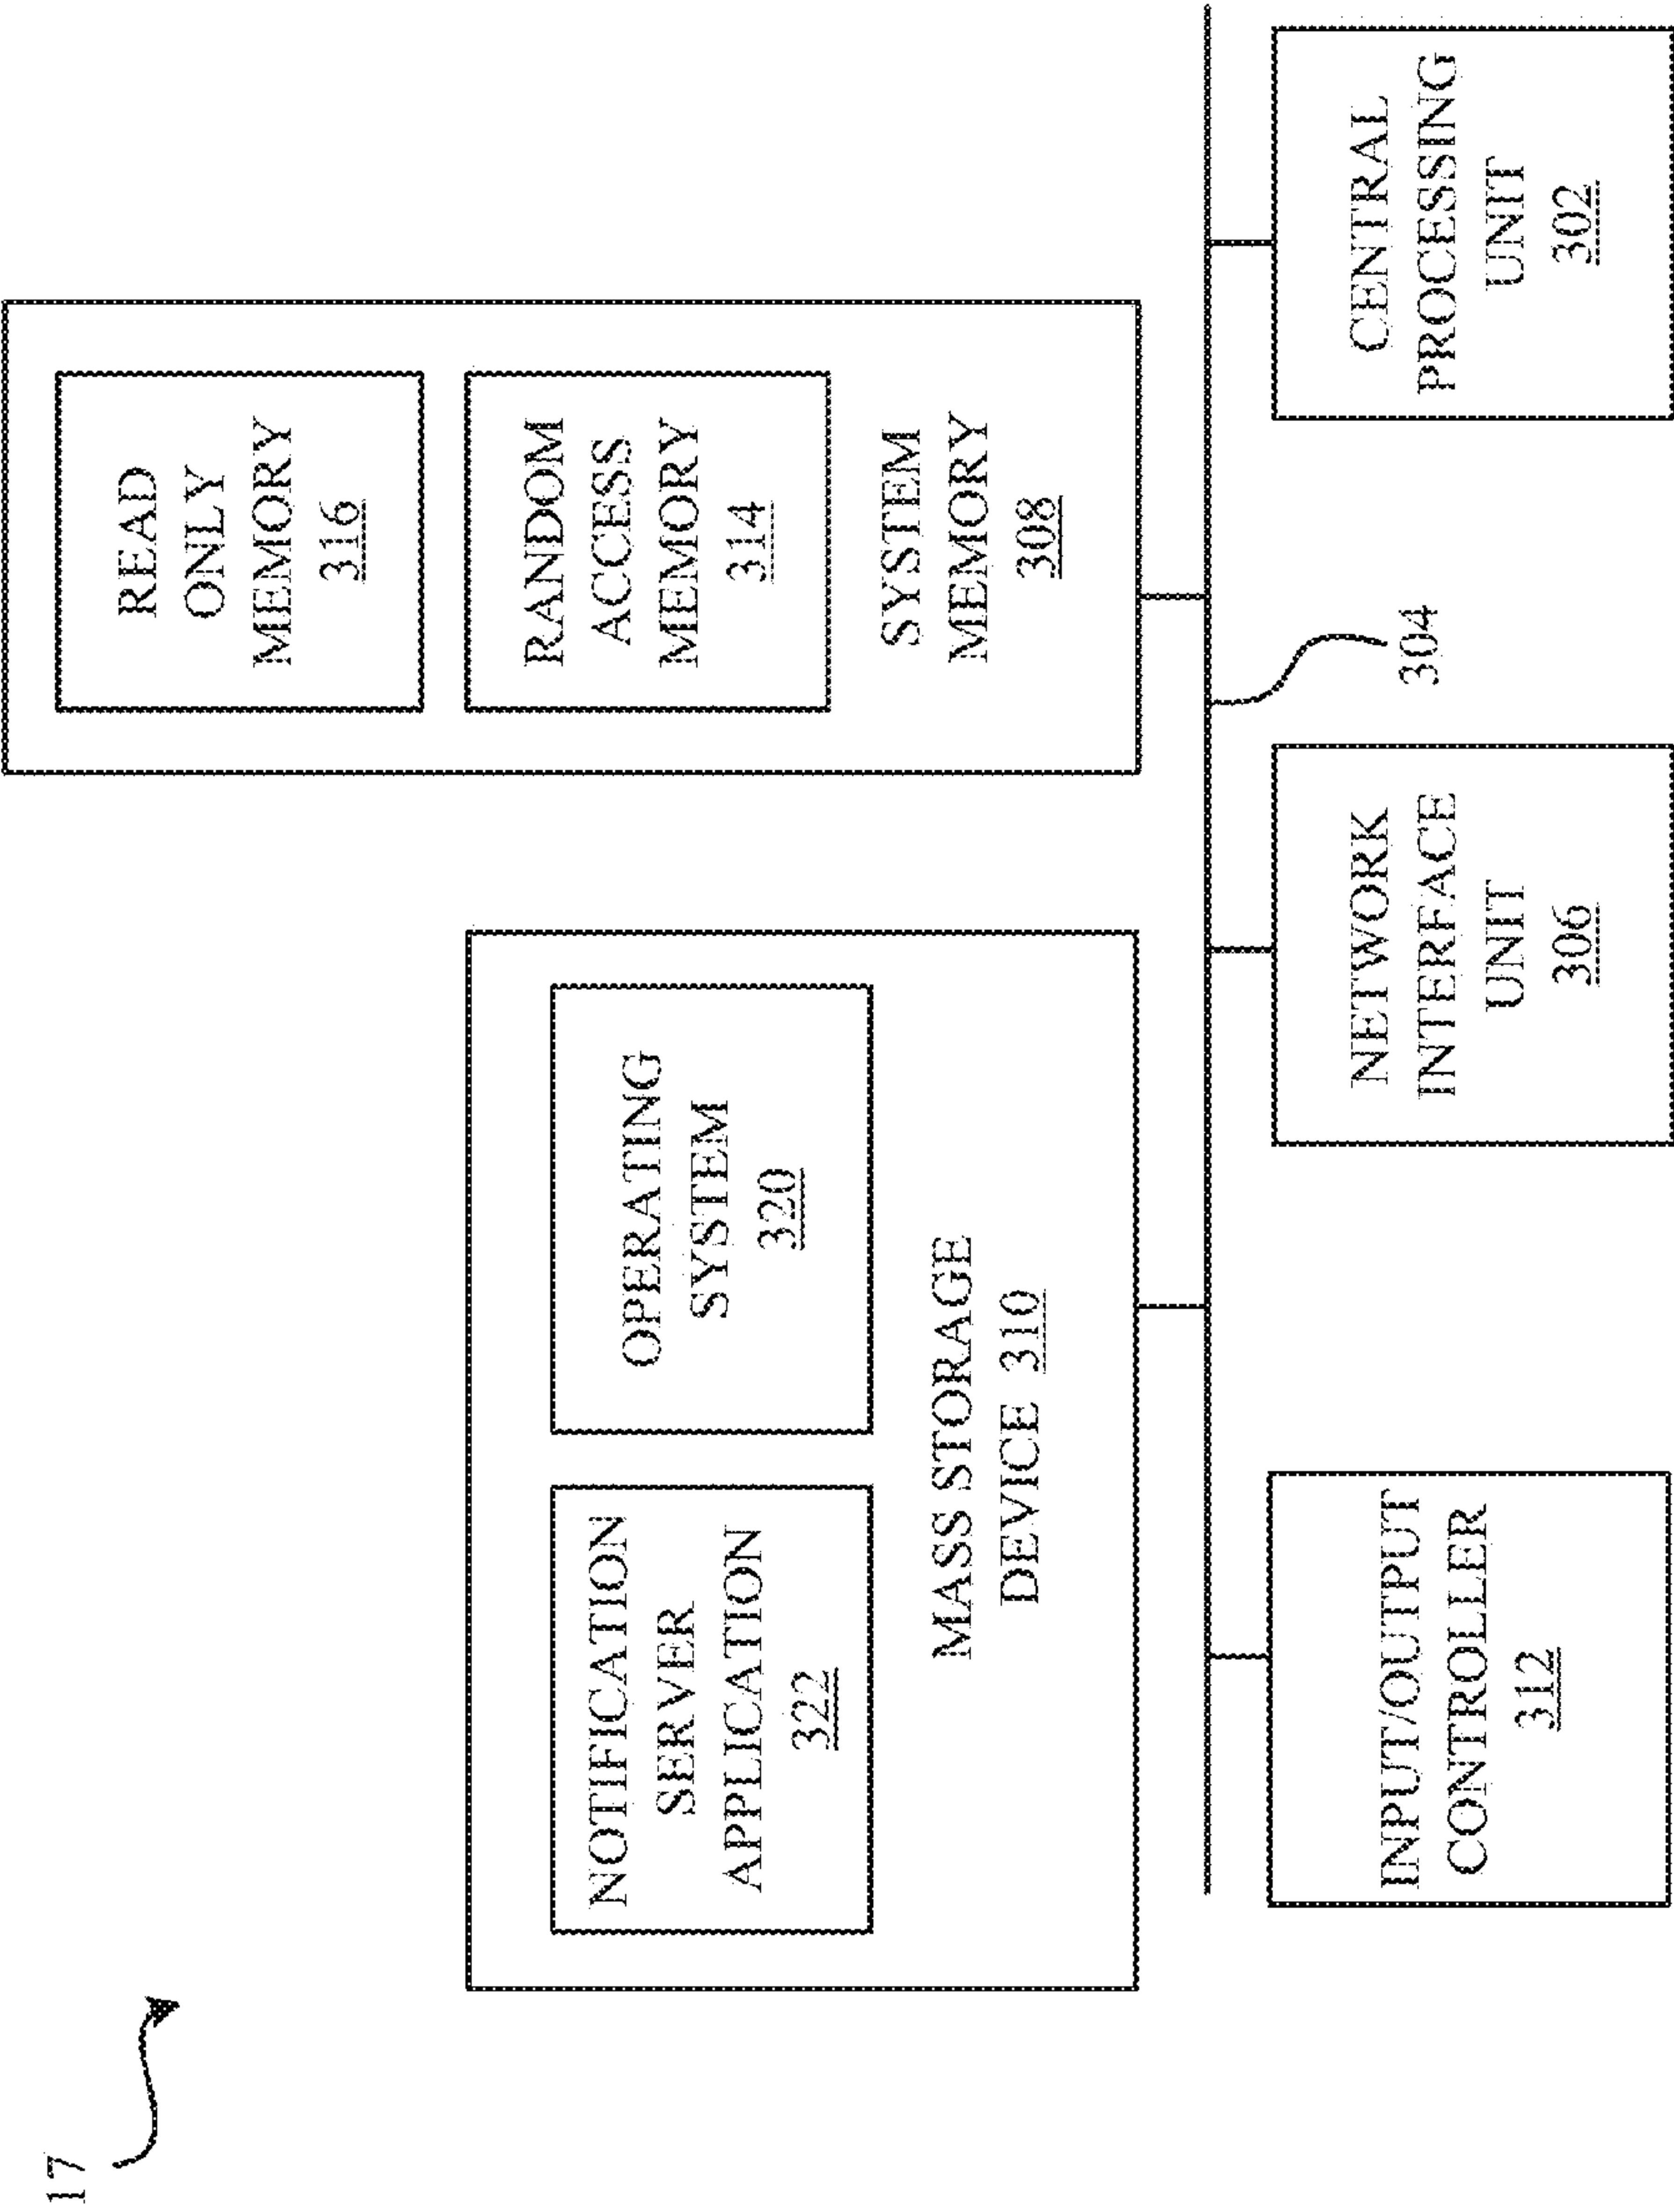 17
NOTIFICATION
SERVER
APPLICATION
322
OPERATING
SYSTEM
320
MASS STORAGE
DEVICE 310
READ
ONLY
MEMORY
316
RANDOM
ACCESS
MEMORY
314
SYSTEM
MEMORY
308
304
INPUT/OUTPUT
CONTROLLER
312
NETWORK
INTERFACE
UNIT
306
CENTRAL
PROCESSING
UNIT
302